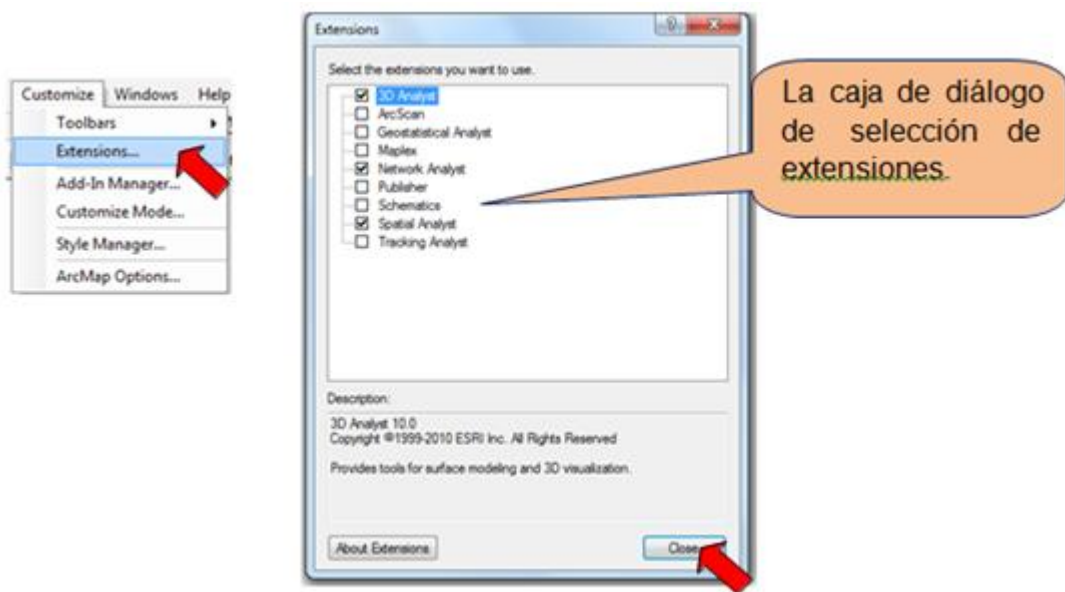 Customize Windows Help
Toolbars
Extensions...
Add-In Manager...
Customize Mode...
Style Manager...
ArcMap Options...
Extensions
Select the extensions you want to use.
3D Analyst
ArcScan
Geostatistical Analyst
Maplex
Network Analyst
Publisher
Schematics
Spatial Analyst
Tracking Analyst
Description:
3D Analyst 10.0
Copyright ©1999-2010 ESRI Inc. All Rights Reserved
Provides tools for surface modeling and 3D visualization.
About Extensions
Close
La caja de diálogo
de selección de
extensiones.